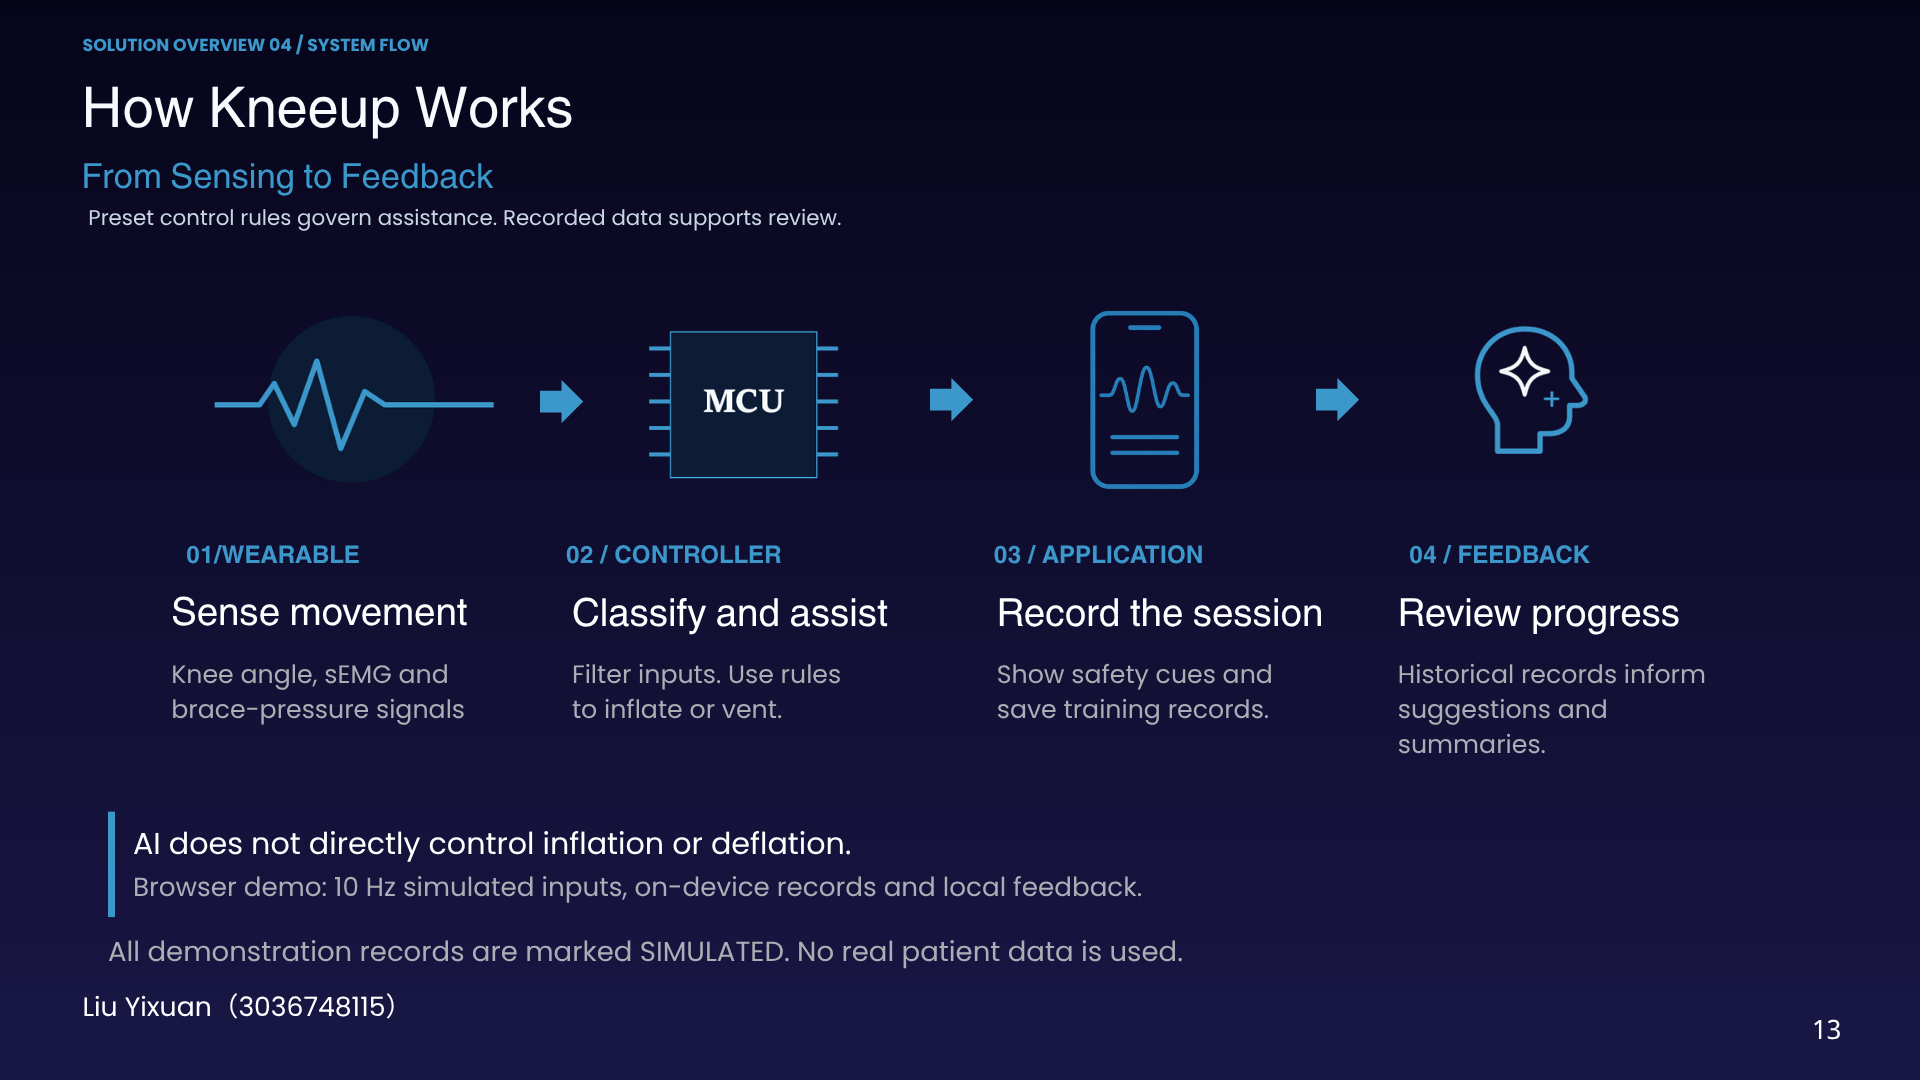 SOLUTION OVERVIEW 04 / SYSTEM FLOW
How Kneeup Works
From Sensing to Feedback
Preset control rules govern assistance. Recorded data supports review.
MCU
01/WEARABLE
Sense movement
Knee angle, sEMG and
brace-pressure signals
02 / CONTROLLER
Classify and assist
Filter inputs. Use rules
to inflate or vent.
03 / APPLICATION
Record the session
Show safety cues and
save training records.
04 / FEEDBACK
Review progress
Historical records inform
suggestions and
summaries.
AI does not directly control inflation or deflation.
Browser demo: 10 Hz simulated inputs, on-device records and local feedback.
All demonstration records are marked SIMULATED. No real patient data is used.
Liu Yixuan（3036748115）
13